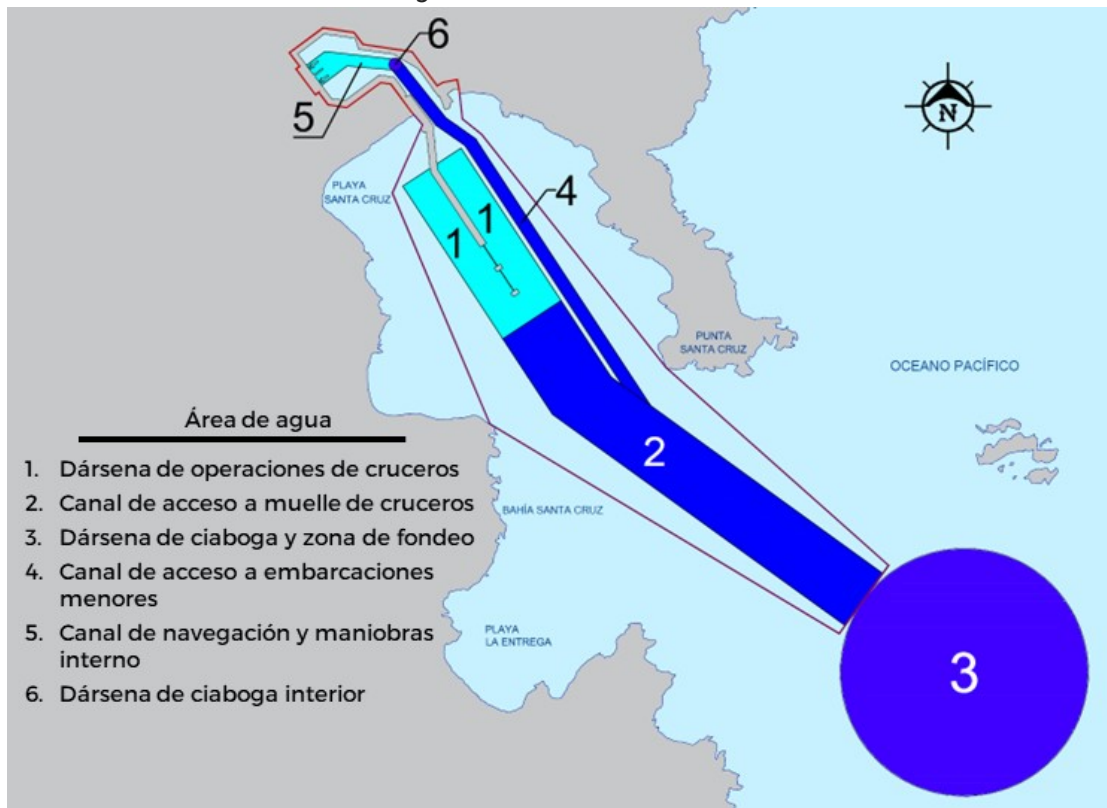 6
5
N
PLAYA
SANTA CRUZ
4
1
1
PUNTA
SANTA CRUZ
OCEANO PACÍFICO
Área de agua
1. Dársena de operaciones de cruceros
2. Canal de acceso a muelle de cruceros
3. Dársena de ciaboga y zona de fondeo
4. Canal de acceso a embarcaciones
menores
5. Canal de navegación y maniobras
interno
6. Dársena de ciaboga interior
2
BAHÍA SANTA CRUZ
PLAYA
LA ENTREGA
3